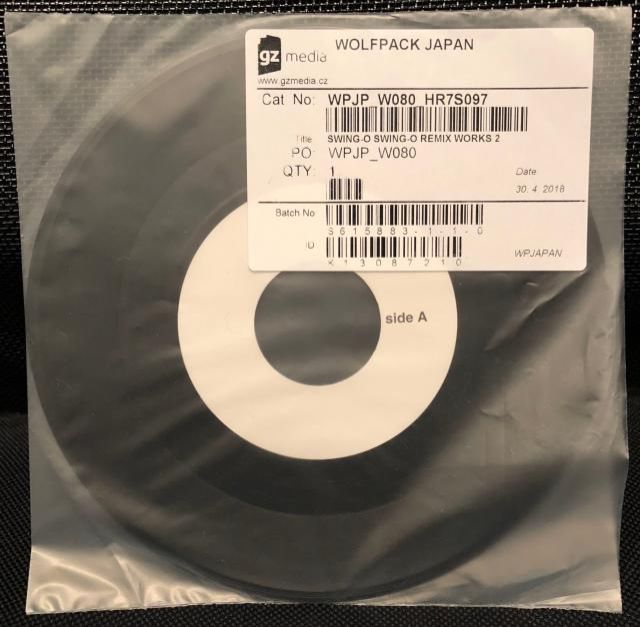 WOLFPACK JAPAN
gz media
www.gzmedia.cz
Cat No: WPJP_W080_HR7S097
Title SWING-O SWING-O REMIX WORKS 2
PO: WPJP_W080
QTY: 1
Date
30. 4. 2018
Batch No
S615883-1-1-0
ID
K13087210
WPJAPAN
side A